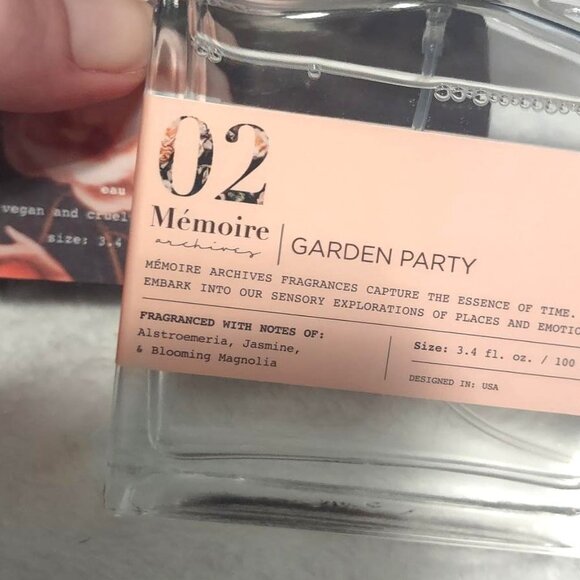 02
Mémoire
archives
GARDEN PARTY
MÉMOIRE ARCHIVES FRAGRANCES CAPTURE THE ESSENCE OF TIME.
EMBARK INTO OUR SENSORY EXPLORATIONS OF PLACES AND
FRAGRANCED WITH NOTES OF:
Alstroemeria, Jasmine,
& Blooming Magnolia
Size: 3.4 fl. oz. / 100
DESIGNED IN: USA
eau
vegan and
size: 3.4